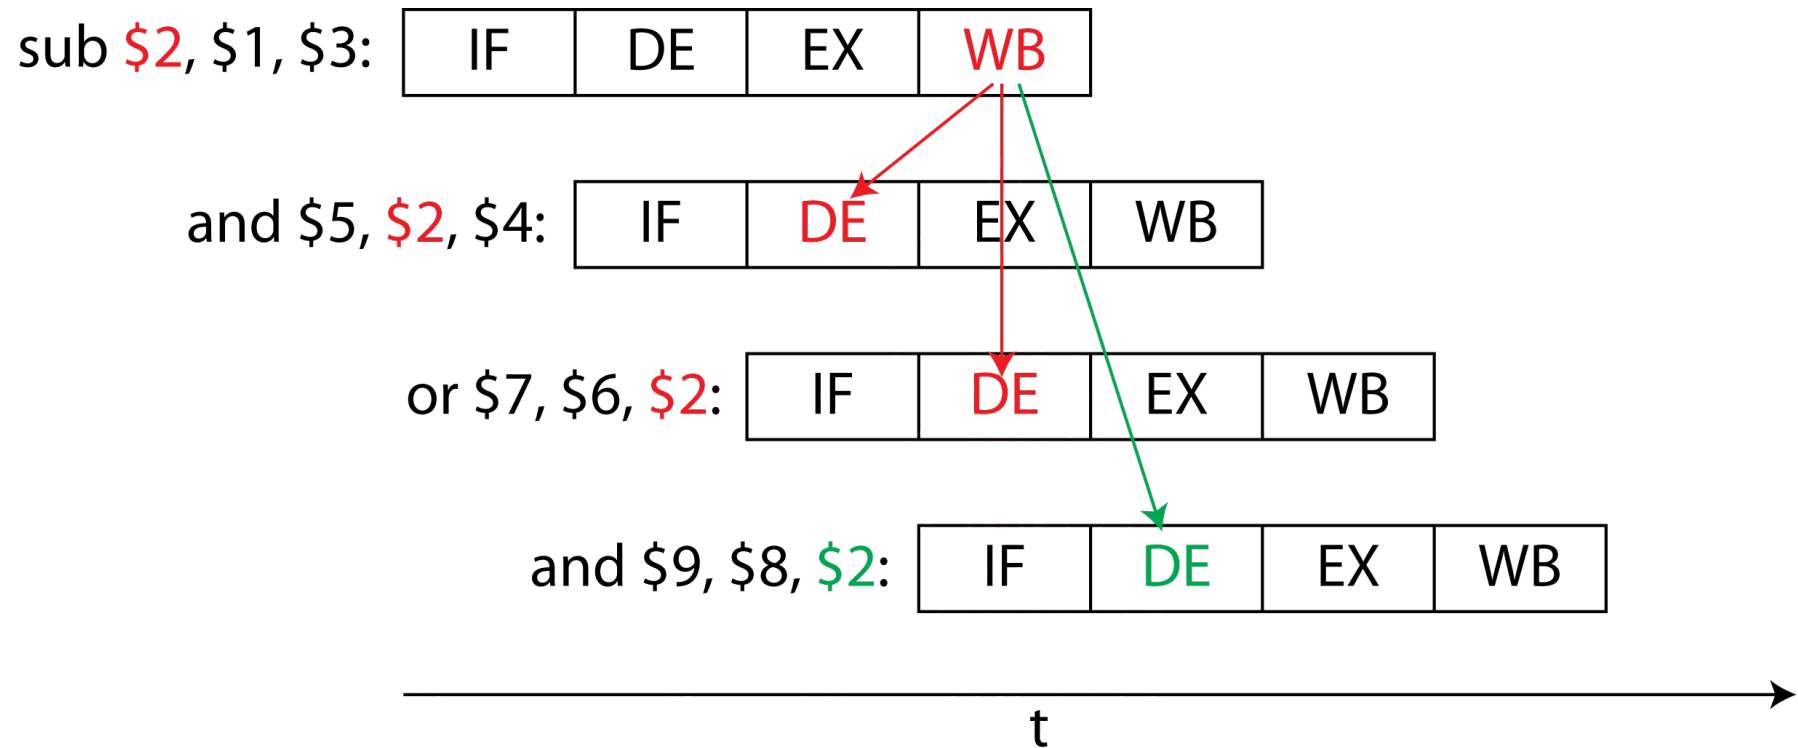 sub $2, $1, $3: IF DE EX WB
and $5, $2, $4: IF DE EX WB
or $7, $6, $2: IF DE EX WB
and $9, $8, $2: IF DE EX WB
t